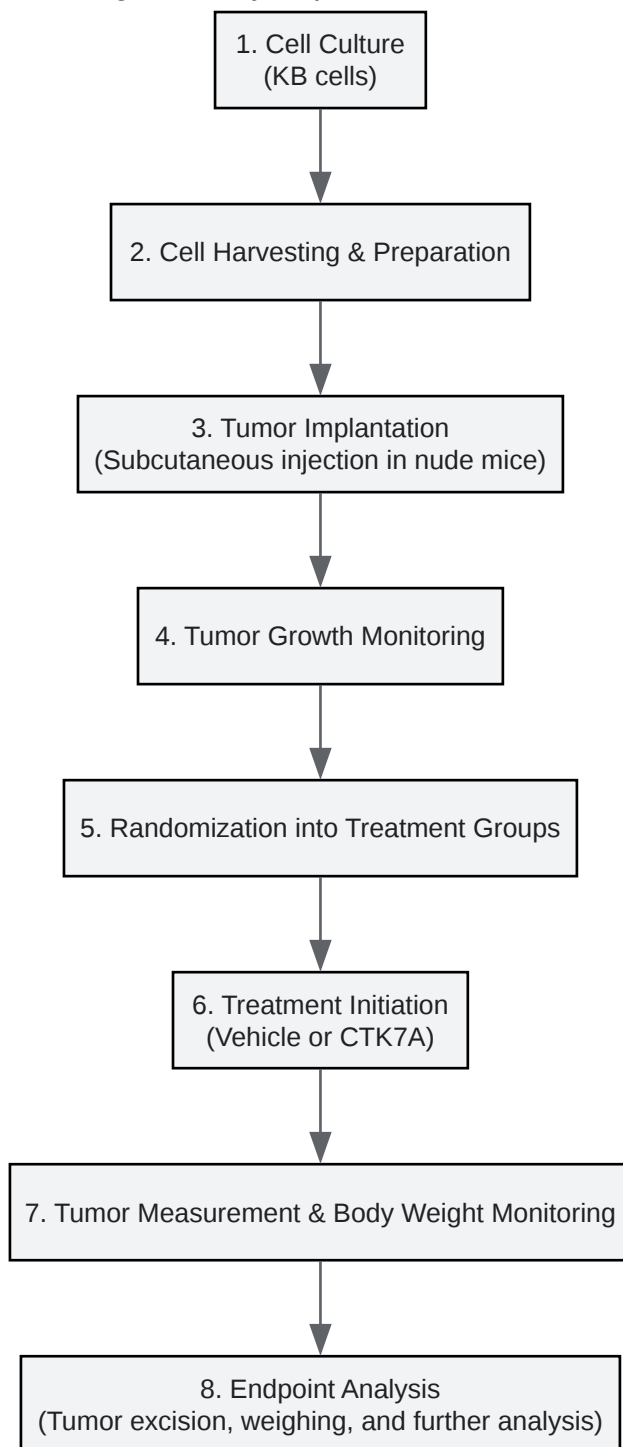 1. Cell Culture
(KB cells)
2. Cell Harvesting & Preparation
3. Tumor Implantation
(Subcutaneous injection in nude mice)
4. Tumor Growth Monitoring
5. Randomization into Treatment Groups
6. Treatment Initiation
(Vehicle or CTK7A)
7. Tumor Measurement & Body Weight Monitoring
8. Endpoint Analysis
(Tumor excision, weighing, and further analysis)